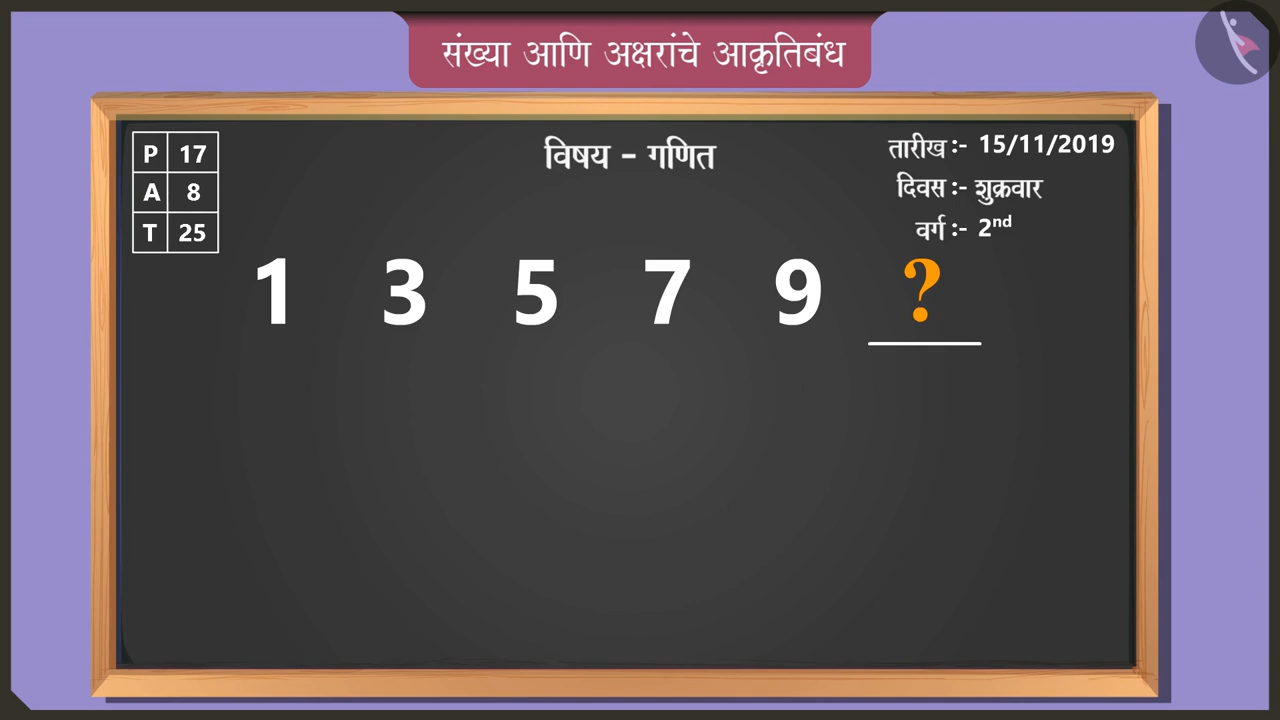 संख्या आणि अक्षरांचे आकृतिबंध
P 17
A 8
T 25
विषय - गणित
तारीख :- 15/11/2019
दिवस :- शुक्रवार
वर्ग :- 2nd
1 3 5 7 9 ?